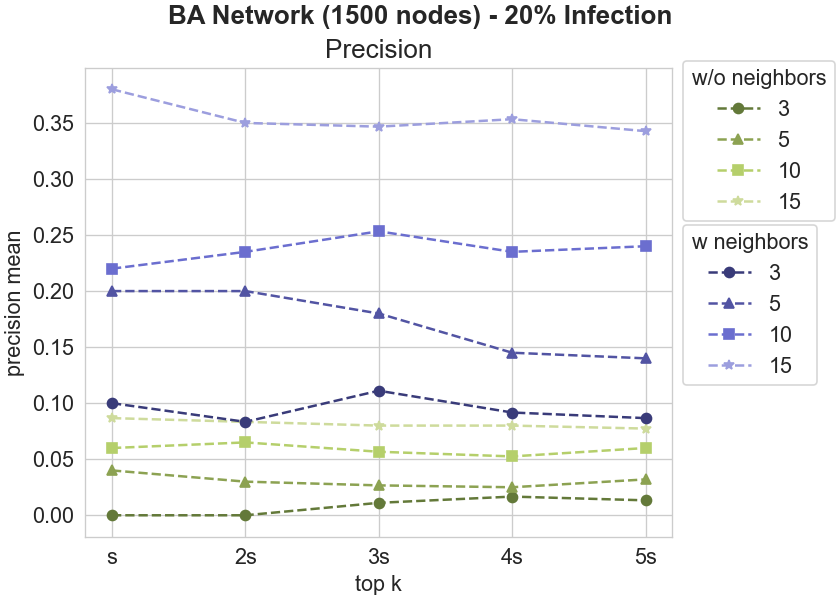 BA Network (1500 nodes) - 20% Infection
Precision
precision mean
0.35
0.30
0.25
0.20
0.15
0.10
0.05
0.00
s 2s 3s 4s 5s
top k
w/o neighbors
3
5
10
15
w neighbors
3
5
10
15